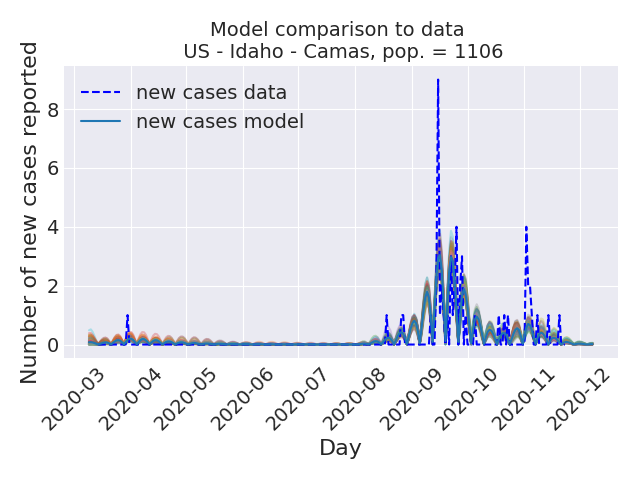 Model comparison to data
US - Idaho - Camas, pop. = 1106
Number of new cases reported
8
6
4
2
0
new cases data
new cases model
2020-03
2020-04
2020-05
2020-06
2020-07
2020-08
2020-09
2020-10
2020-11
2020-12
Day